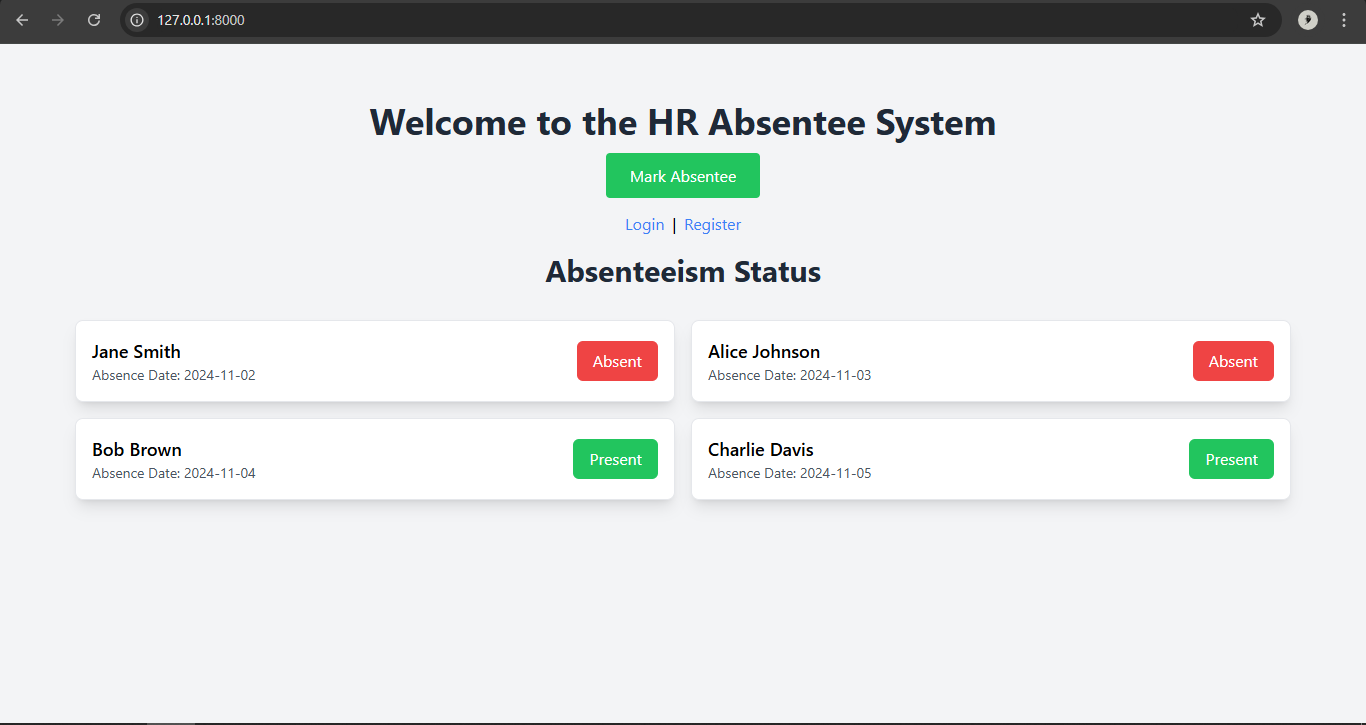 127.0.0.1:8000
Welcome to the HR Absentee System
Mark Absentee
Login | Register
Absenteeism Status
Jane Smith
Absence Date: 2024-11-02
Absent
Alice Johnson
Absence Date: 2024-11-03
Absent
Bob Brown
Absence Date: 2024-11-04
Present
Charlie Davis
Absence Date: 2024-11-05
Present